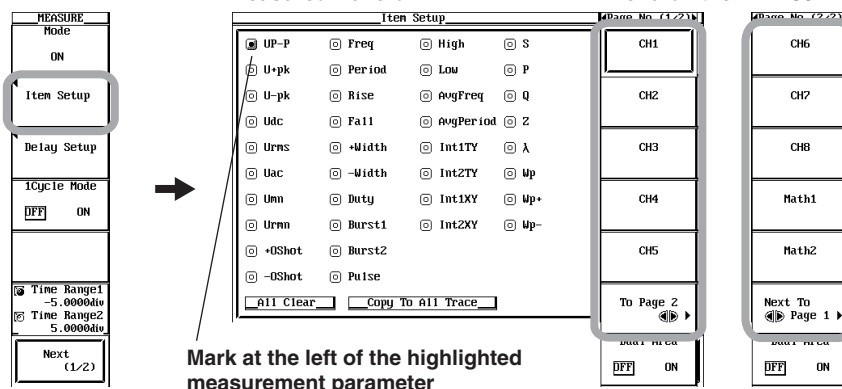 MEASURE
Mode
ON
Item Setup
Delay Setup
1Cycle Mode
OFF ON
Time Range1
-5.0000div
Time Range2
5.0000div
Next
(1/2)
Item Setup
UP-P Freq High S
U+pk Period Low P
U-pk Rise AvgFreq Q
Udc Fall AvgPeriod Z
Urms +Width Int1TY λ
Uac -Width Int2TY Wp
Umn Duty Int1XY Wp+
Urmn Burst1 Int2XY Wp-
+OShot Burst2
-OShot Pulse
All Clear Copy To All Trace
Mark at the left of the highlighted
measurement parameter
Page No.(1/2)
CH1
CH2
CH3
CH4
CH5
To Page 2
Dual Area
OFF ON
Page No.(2/2)
CH6
CH7
CH8
Math1
Math2
Next To
Page 1
Dual Area
OFF ON